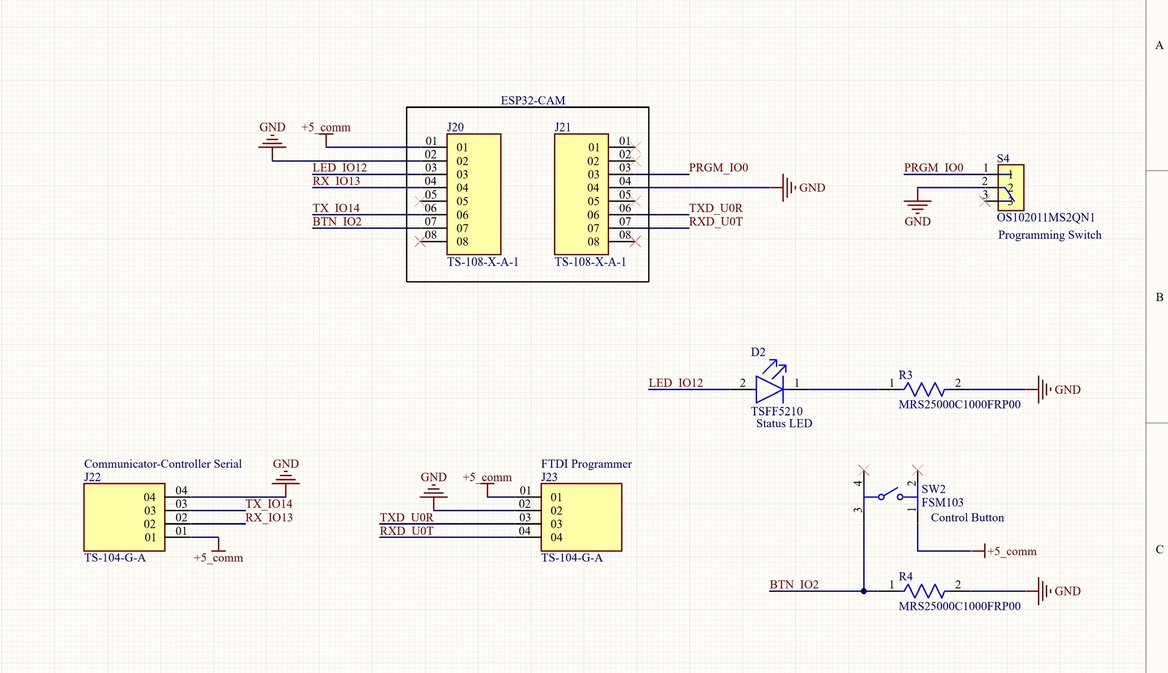 A
ESP32-CAM
GND
+5_comm
J20
J21
01
02
03
04
05
06
07
08
01
02
03
04
05
06
07
08
01
02
03
04
05
06
07
08
01
02
03
04
05
06
07
08
LED_IO12
RX_IO13
TX_IO14
BTN_IO2
TS-108-X-A-1
TS-108-X-A-1
PRGM_IO0
GND
TXD_U0R
RXD_U0T
S4
PRGM_IO0
1
2
3
1
2
3
GND
OS102011MS2QN1
Programming Switch
B
D2
LED_IO12
2
1
TSFF5210
Status LED
R3
1
2
MRS25000C1000FRP00
GND
Communicator-Controller Serial
J22
GND
04
03
02
01
04
03
02
01
TX_IO14
RX_IO13
+5_comm
TS-104-G-A
FTDI Programmer
J23
GND
+5_comm
01
02
03
04
01
02
03
04
TXD_U0R
RXD_U0T
TS-104-G-A
4
2
3
1
SW2
FSM103
Control Button
+5_comm
C
BTN_IO2
R4
1
2
MRS25000C1000FRP00
GND